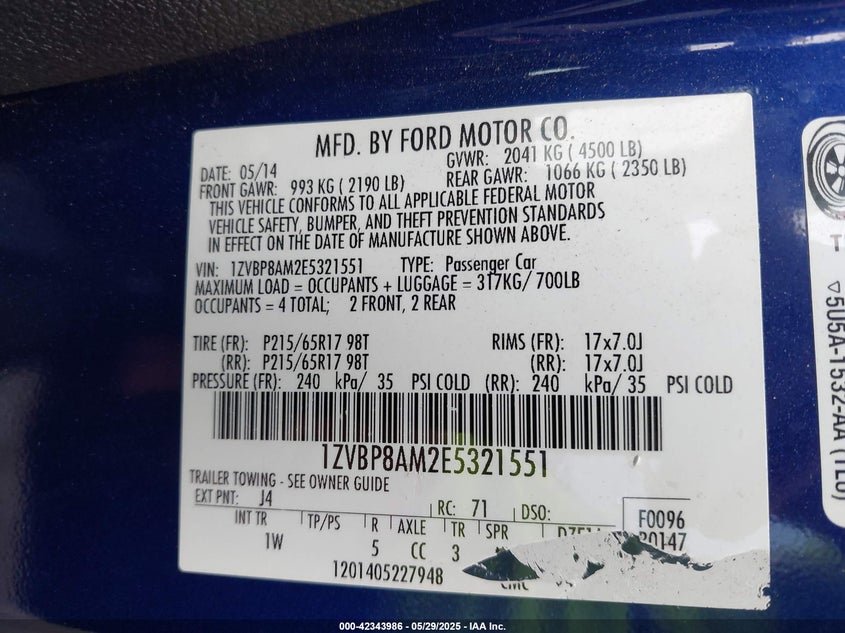 MFD. BY FORD MOTOR CO.
DATE: 05/14 GVWR: 2041 KG ( 4500 LB)
FRONT GAWR: 993 KG ( 2190 LB) REAR GAWR: 1066 KG ( 2350 LB)
THIS VEHICLE CONFORMS TO ALL APPLICABLE FEDERAL MOTOR
VEHICLE SAFETY, BUMPER, AND THEFT PREVENTION STANDARDS
IN EFFECT ON THE DATE OF MANUFACTURE SHOWN ABOVE.
VIN: 1ZVBP8AM2E5321551 TYPE: Passenger Car
MAXIMUM LOAD = OCCUPANTS + LUGGAGE = 317KG/ 700LB
OCCUPANTS = 4 TOTAL; 2 FRONT, 2 REAR
TIRE (FR): P215/65R17 98T RIMS (FR): 17x7.0J
(RR): P215/65R17 98T (RR): 17x7.0J
PRESSURE (FR): 240 kPa/ 35 PSI COLD (RR): 240 kPa/ 35 PSI COLD
1ZVBP8AM2E5321551
TRAILER TOWING - SEE OWNER GUIDE
EXT PNT: J4 RC: 71 DSO: F0096
INT TR TP/PS R AXLE TR SPR
1W 5 CC 3
1201405227948
5U5A-1532-AA (TEO)
000-42343986 - 05/29/2025 - IAA Inc.